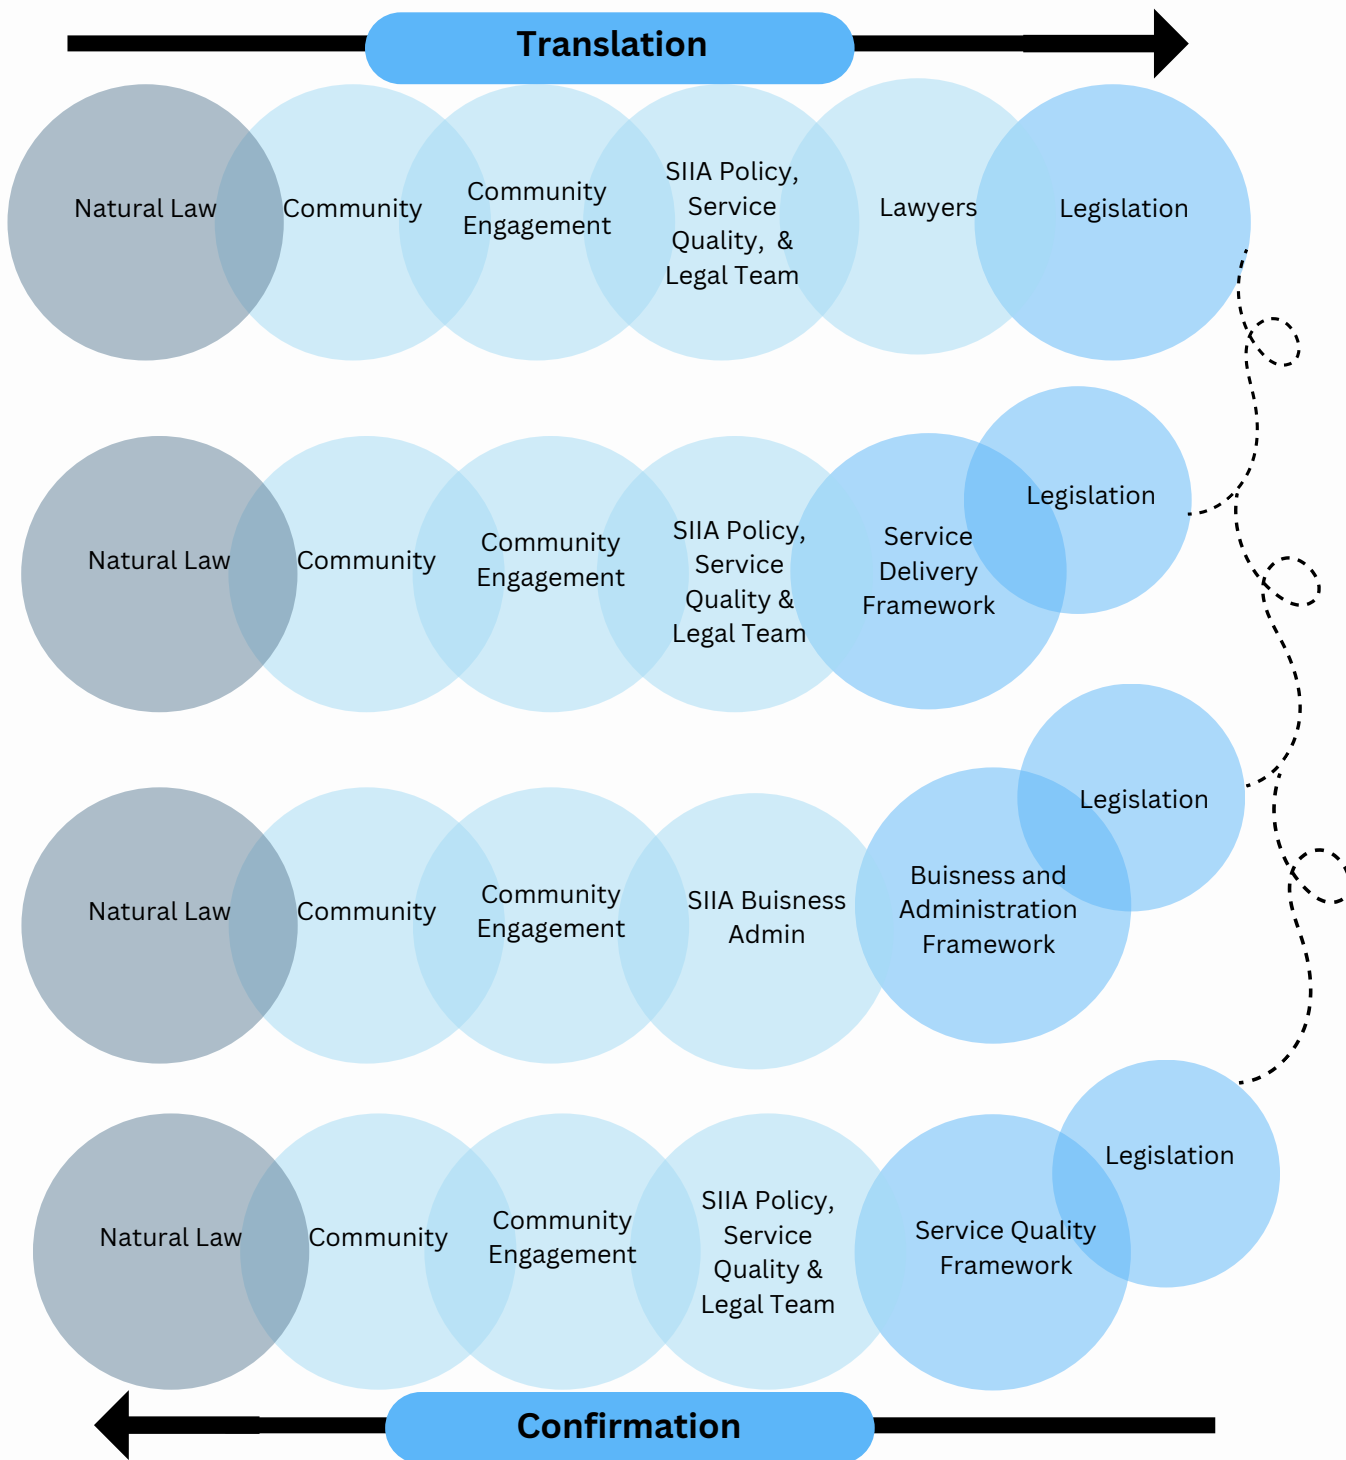 Translation
Natural Law
Community
Community
Engagement
SIIA Policy,
Service
Quality, &
Legal Team
Lawyers
Legislation
Natural Law
Community
Community
Engagement
SIIA Policy,
Service
Quality &
Legal Team
Service
Delivery
Framework
Legislation
Natural Law
Community
Community
Engagement
SIIA Buisness
Admin
Buisness and
Administration
Framework
Legislation
Natural Law
Community
Community
Engagement
SIIA Policy,
Service
Quality &
Legal Team
Service Quality
Framework
Legislation
Confirmation